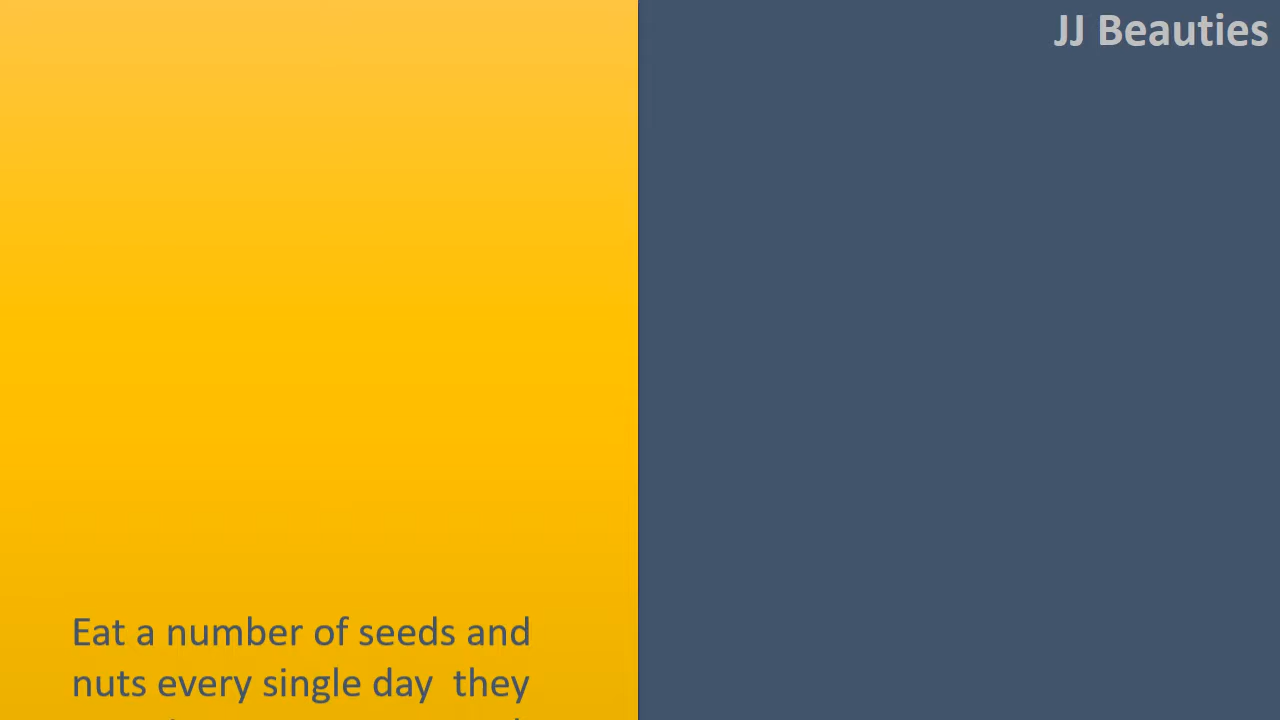 JJ Beauties
Eat a number of seeds and
nuts every single day  they